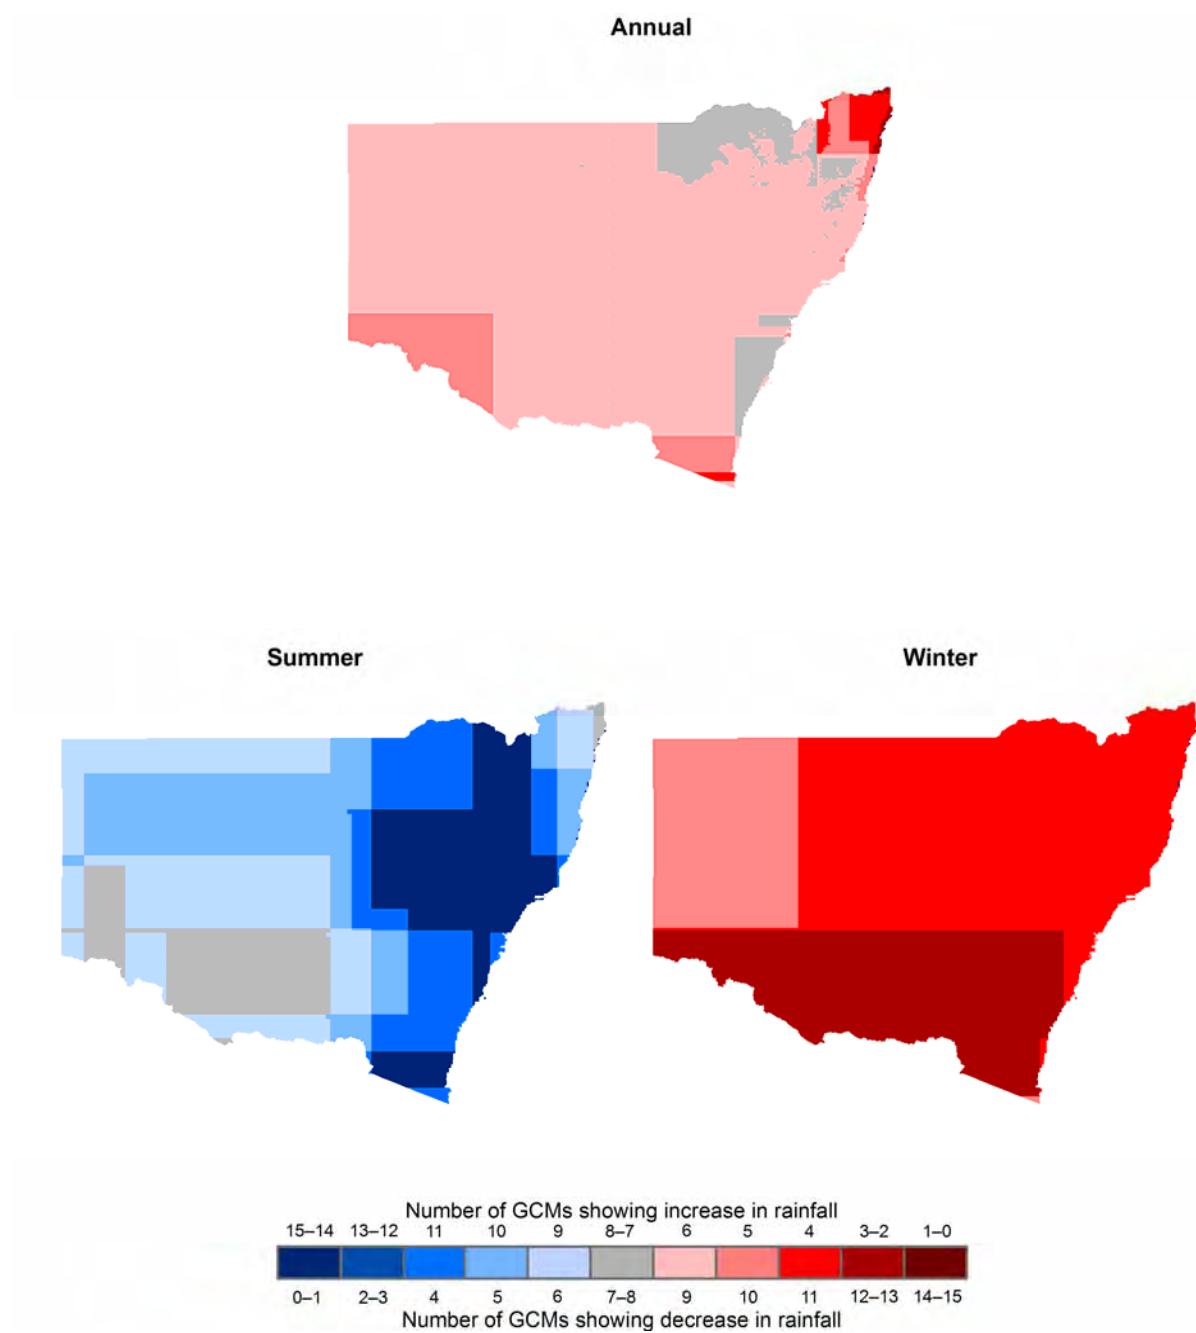 Annual
Summer
Winter
Number of GCMs showing increase in rainfall
15–14 13–12 11 10 9 8–7 6 5 4 3–2 1–0
0–1 2–3 4 5 6 7–8 9 10 11 12–13 14–15
Number of GCMs showing decrease in rainfall